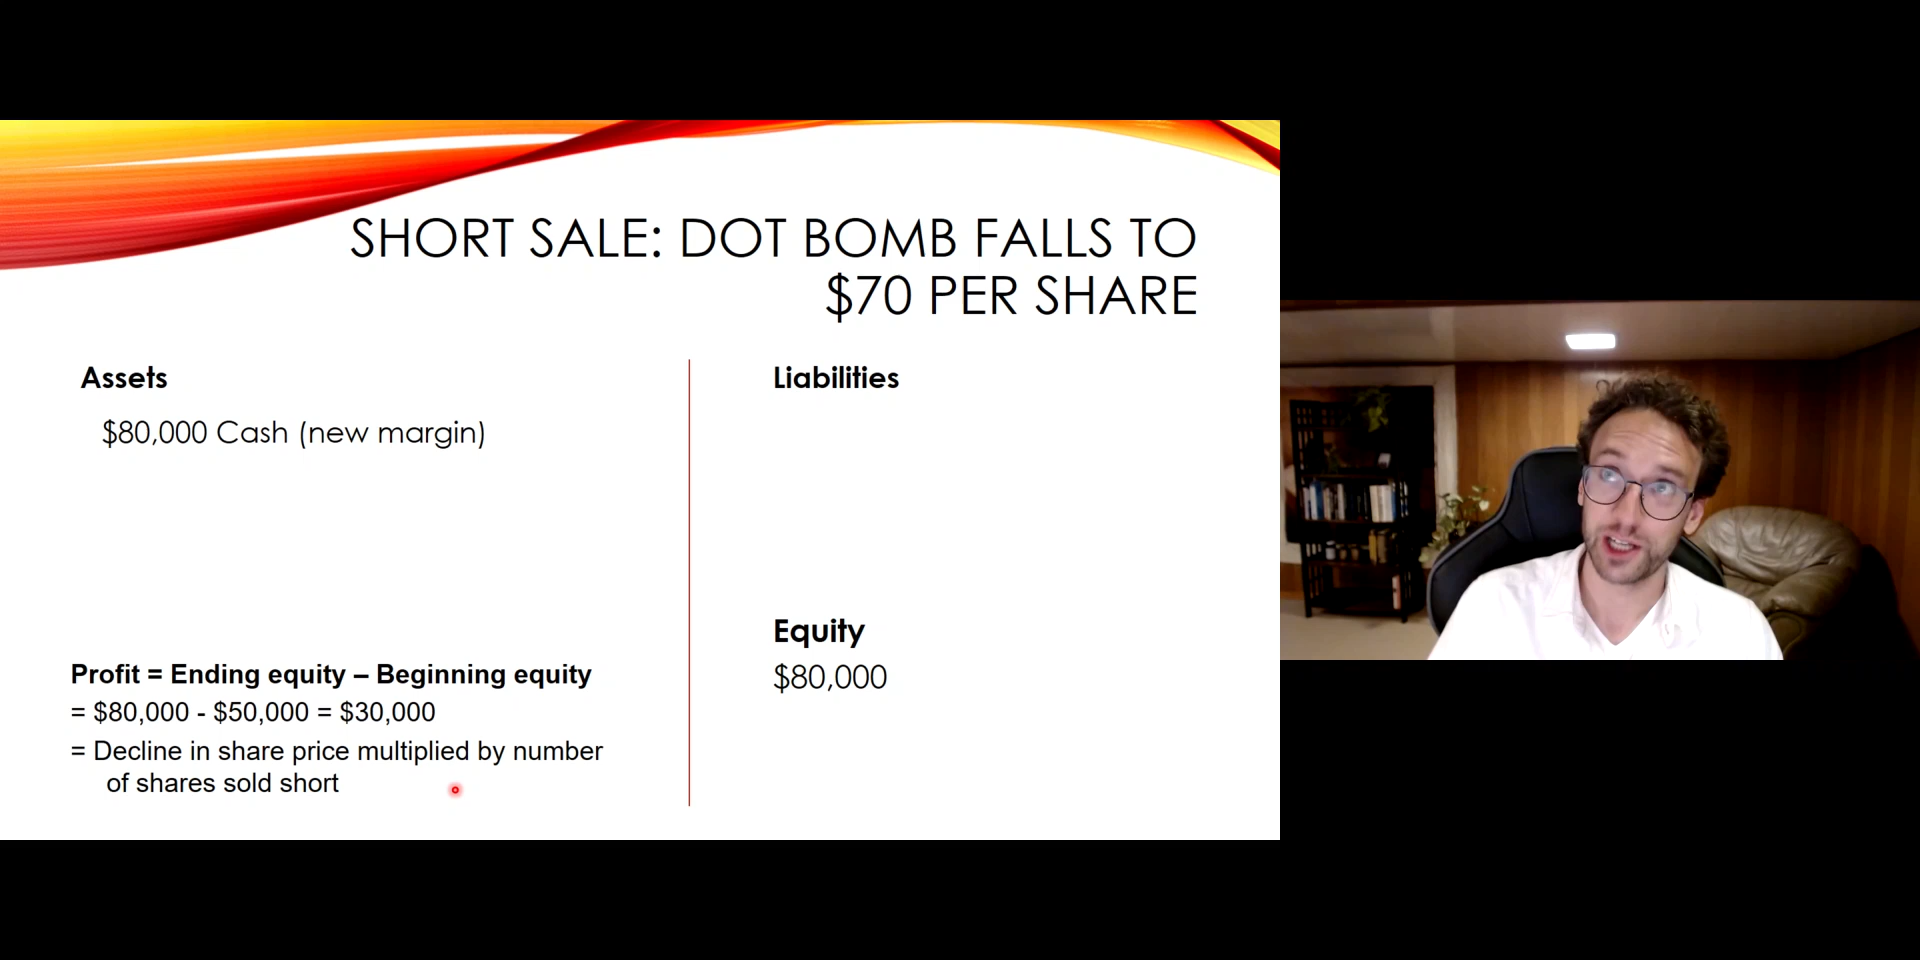 SHORT SALE: DOT BOMB FALLS TO
$70 PER SHARE
Assets
$80,000 Cash (new margin)
Profit = Ending equity – Beginning equity
= $80,000 - $50,000 = $30,000
= Decline in share price multiplied by number
of shares sold short
Liabilities
Equity
$80,000